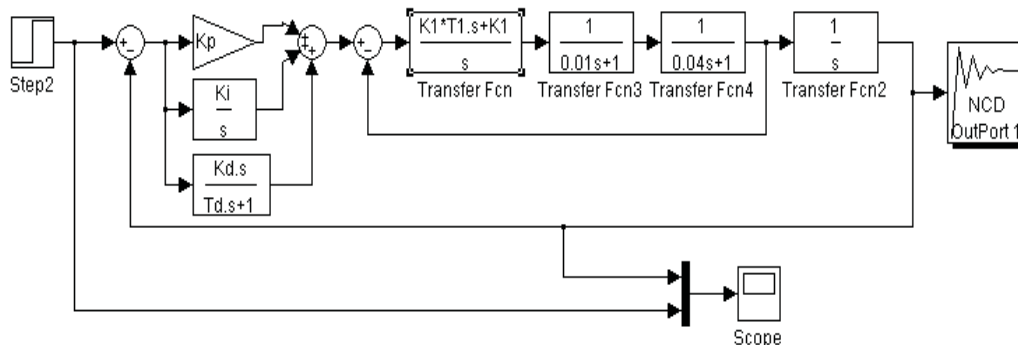 Step2
Kp
Ki
s
Kd.s
Td.s+1
K1*T1.s+K1
s
Transfer Fcn
1
0.01s+1
Transfer Fcn3
1
0.04s+1
Transfer Fcn4
1
s
Transfer Fcn2
NCD
OutPort 1
Scope